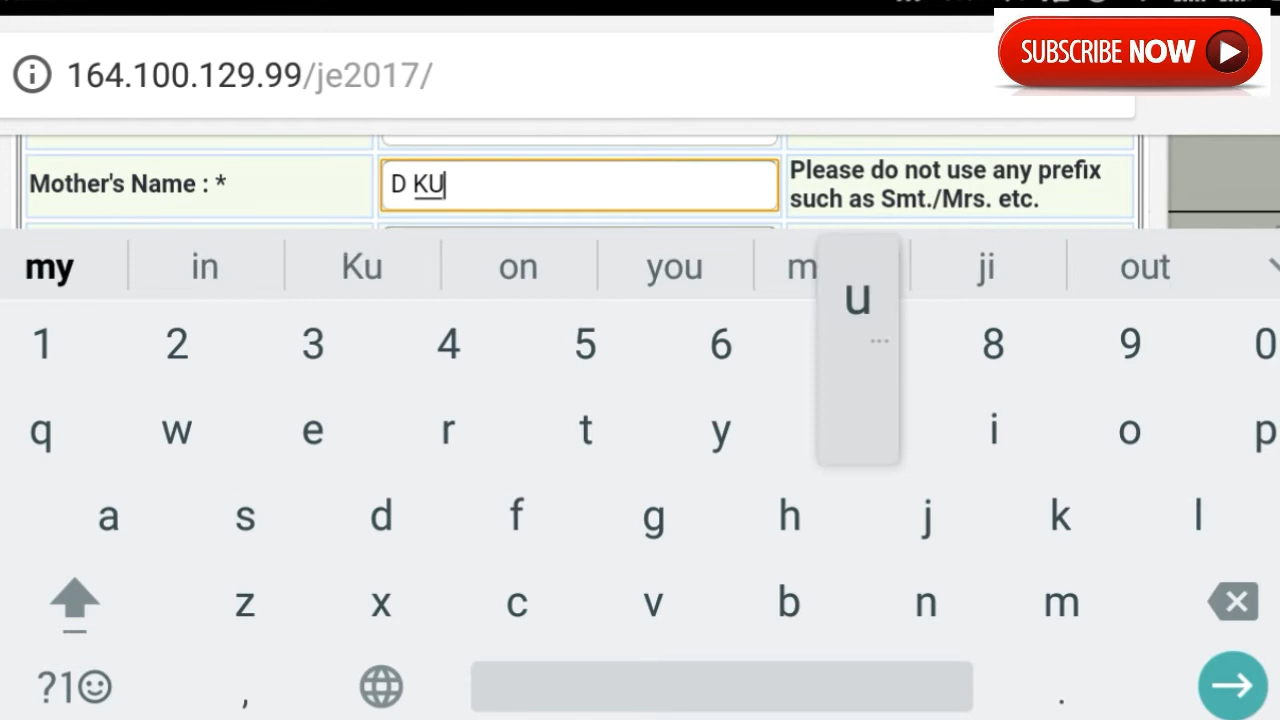 SUBSCRIBE NOW
164.100.129.99/je2017/
Mother's Name : *
D KU
Please do not use any prefix
such as Smt./Mrs. etc.
my in Ku on you ji out
u
1 2 3 4 5 6 8 9 0
q w e r t y i o p
a s d f g h j k l
z x c v b n m
?1☺ , .